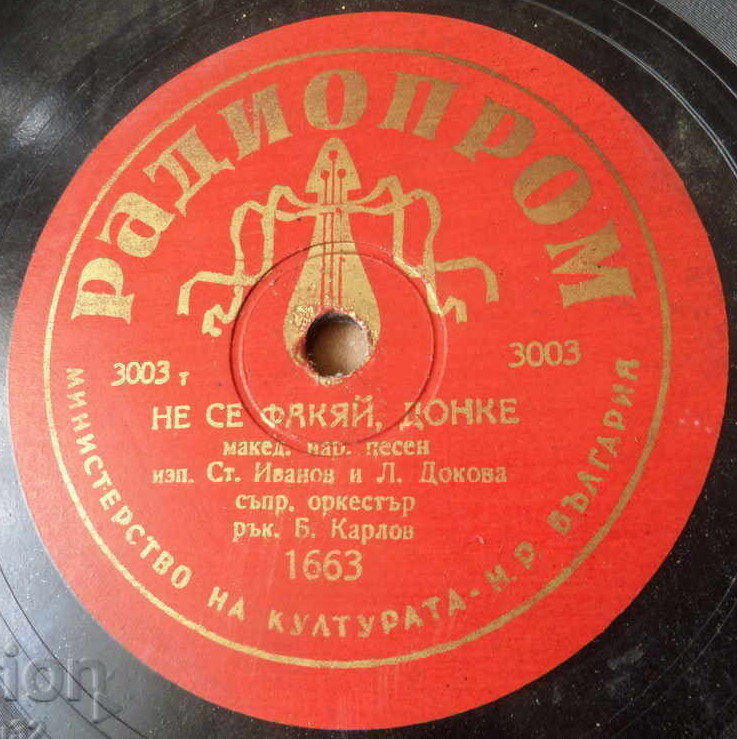 РАДИОПРОМ
3003 т
3003
НЕ СЕ ФАКЯЙ, ДОНКЕ
макед. нар. песен
изп. Ст. Иванов и Л. Докова
съпр. оркестър
рък. Б. Карлов
1663
МИНИСТЕРСТВО НА КУЛТУРАТА - Н.Р. БЪЛГАРИЯ